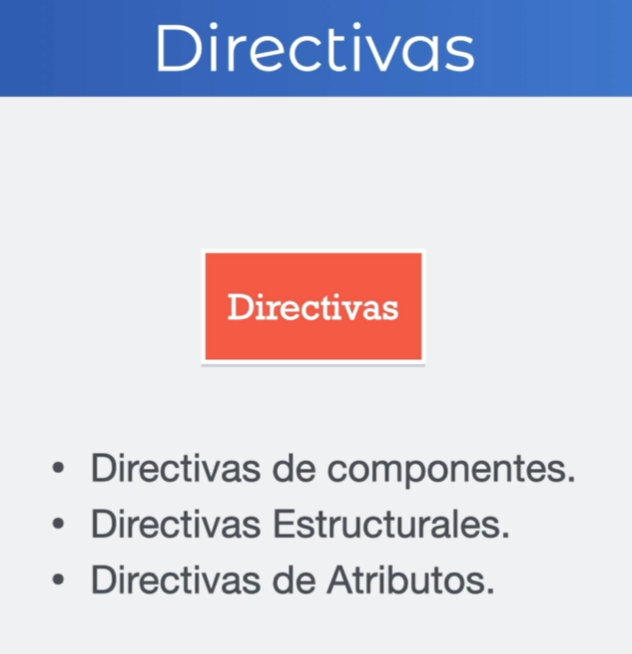 Directivas
Directivas
• Directivas de componentes.
• Directivas Estructurales.
• Directivas de Atributos.